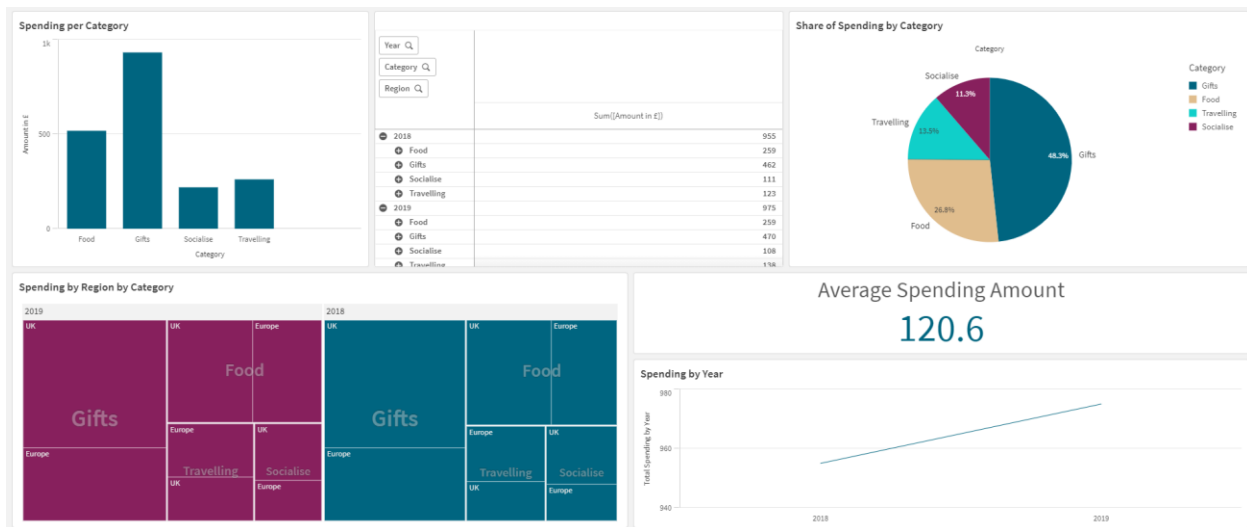 Spending per Category
1k
500
0
Amount in £
Food Gifts Socialise Travelling
Category
Year
Category
Region
Sum([Amount in £])
2018 955
Food 259
Gifts 462
Socialise 111
Travelling 123
2019 975
Food 259
Gifts 470
Socialise 108
Travelling 138
Share of Spending by Category
Category
Socialise
11.3%
Travelling
13.5%
Gifts
48.3%
Food
26.8%
Category
Gifts
Food
Travelling
Socialise
Spending by Region by Category
2019 2018
UK UK Europe UK UK Europe
Food Food
Gifts Gifts
Europe UK Europe UK
Europe Europe
Travelling Socialise Travelling Socialise
UK Europe UK Europe
Average Spending Amount
120.6
Spending by Year
980
960
940
Total Spending by Year
2018 2019